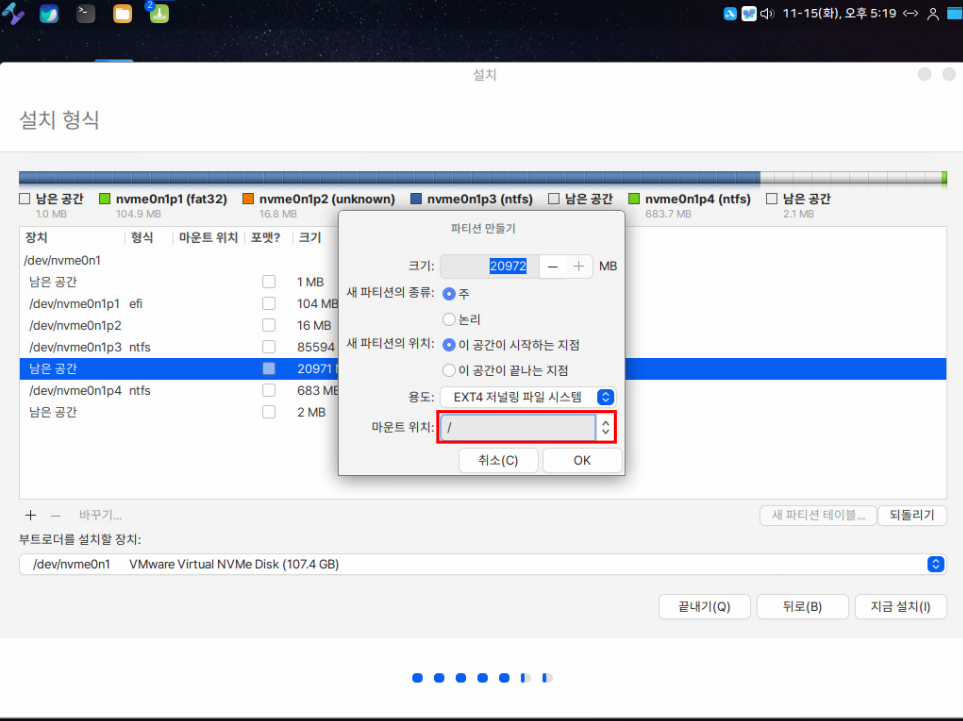 2
11-15(화), 오후 5:19
설치
설치 형식
남은 공간 nvme0n1p1 (fat32) nvme0n1p2 (unknown) nvme0n1p3 (ntfs) 남은 공간 nvme0n1p4 (ntfs) 남은 공간
1.0 MB 104.9 MB 16.8 MB 683.7 MB 2.1 MB
장치 형식 마운트 위치 포맷? 크기
/dev/nvme0n1
남은 공간 1 MB
/dev/nvme0n1p1 efi 104 MB
/dev/nvme0n1p2 16 MB
/dev/nvme0n1p3 ntfs 85594
남은 공간 20971
/dev/nvme0n1p4 ntfs 683 MB
남은 공간 2 MB
파티션 만들기
크기: 20972 − + MB
새 파티션의 종류: 주
논리
새 파티션의 위치: 이 공간이 시작하는 지점
이 공간이 끝나는 지점
용도: EXT4 저널링 파일 시스템
마운트 위치: /
취소(C) OK
+ − 바꾸기... 새 파티션 테이블... 되돌리기
부트로더를 설치할 장치:
/dev/nvme0n1 VMware Virtual NVMe Disk (107.4 GB)
끝내기(Q) 뒤로(B) 지금 설치(I)